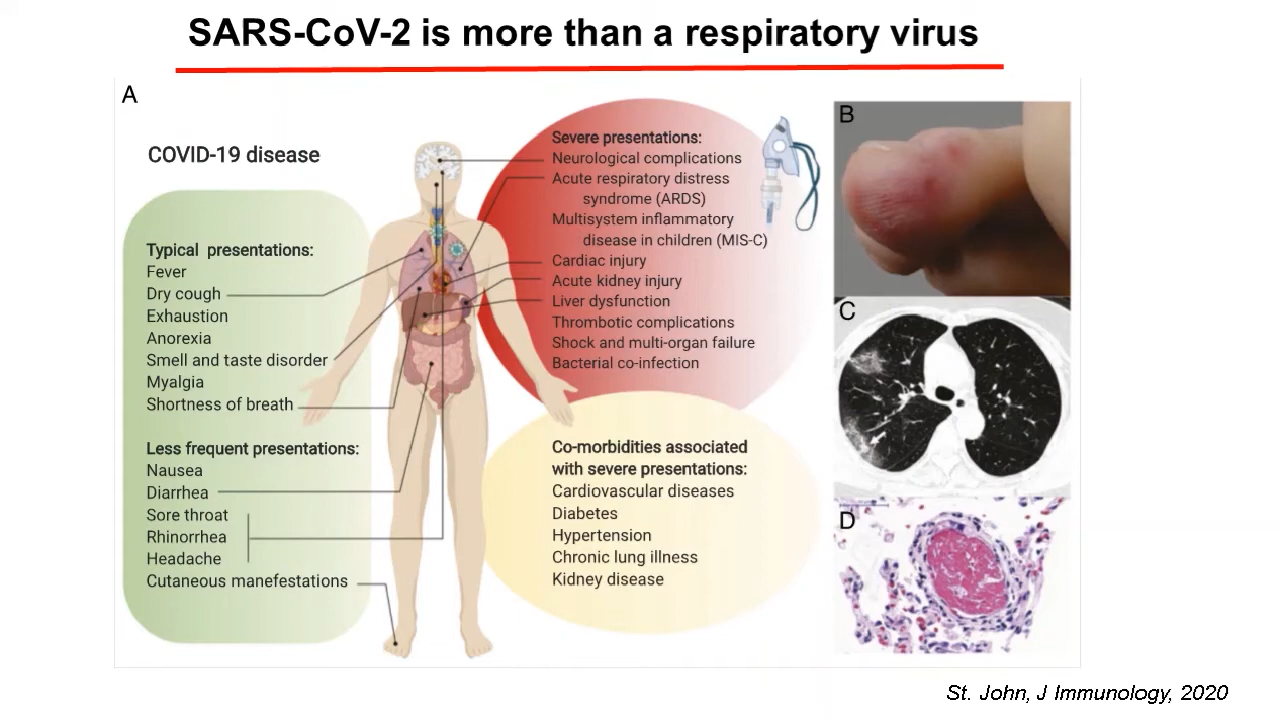 SARS-CoV-2 is more than a respiratory virus
A
COVID-19 disease
Typical presentations:
Fever
Dry cough
Exhaustion
Anorexia
Smell and taste disorder
Myalgia
Shortness of breath
Less frequent presentations:
Nausea
Diarrhea
Sore throat
Rhinorrhea
Headache
Cutaneous manefestations
Severe presentations:
Neurological complications
Acute respiratory distress
syndrome (ARDS)
Multisystem inflammatory
disease in children (MIS-C)
Cardiac injury
Acute kidney injury
Liver dysfunction
Thrombotic complications
Shock and multi-organ failure
Bacterial co-infection
Co-morbidities associated
with severe presentations:
Cardiovascular diseases
Diabetes
Hypertension
Chronic lung illness
Kidney disease
B
C
D
St. John, J Immunology, 2020